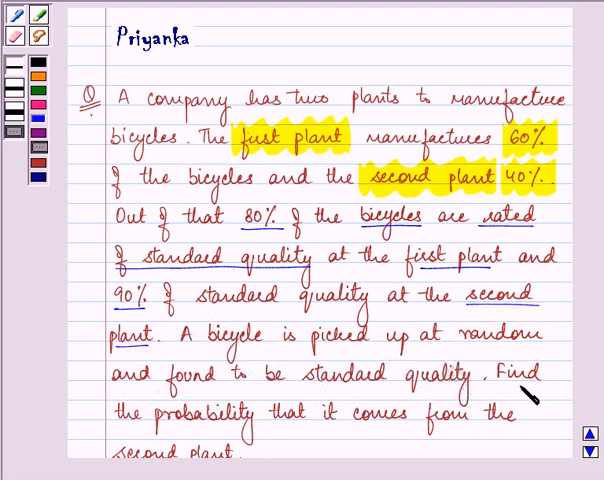 Priyanka
Q. A company has two plants to manufacture
bicycles. The first plant manufactures 60%
of the bicycles and the second plant 40%.
Out of that 80% of the bicycles are rated
of standard quality at the first plant and
90% of standard quality at the second
plant. A bicycle is picked up at random
and found to be standard quality. Find
the probability that it comes from the
second plant.